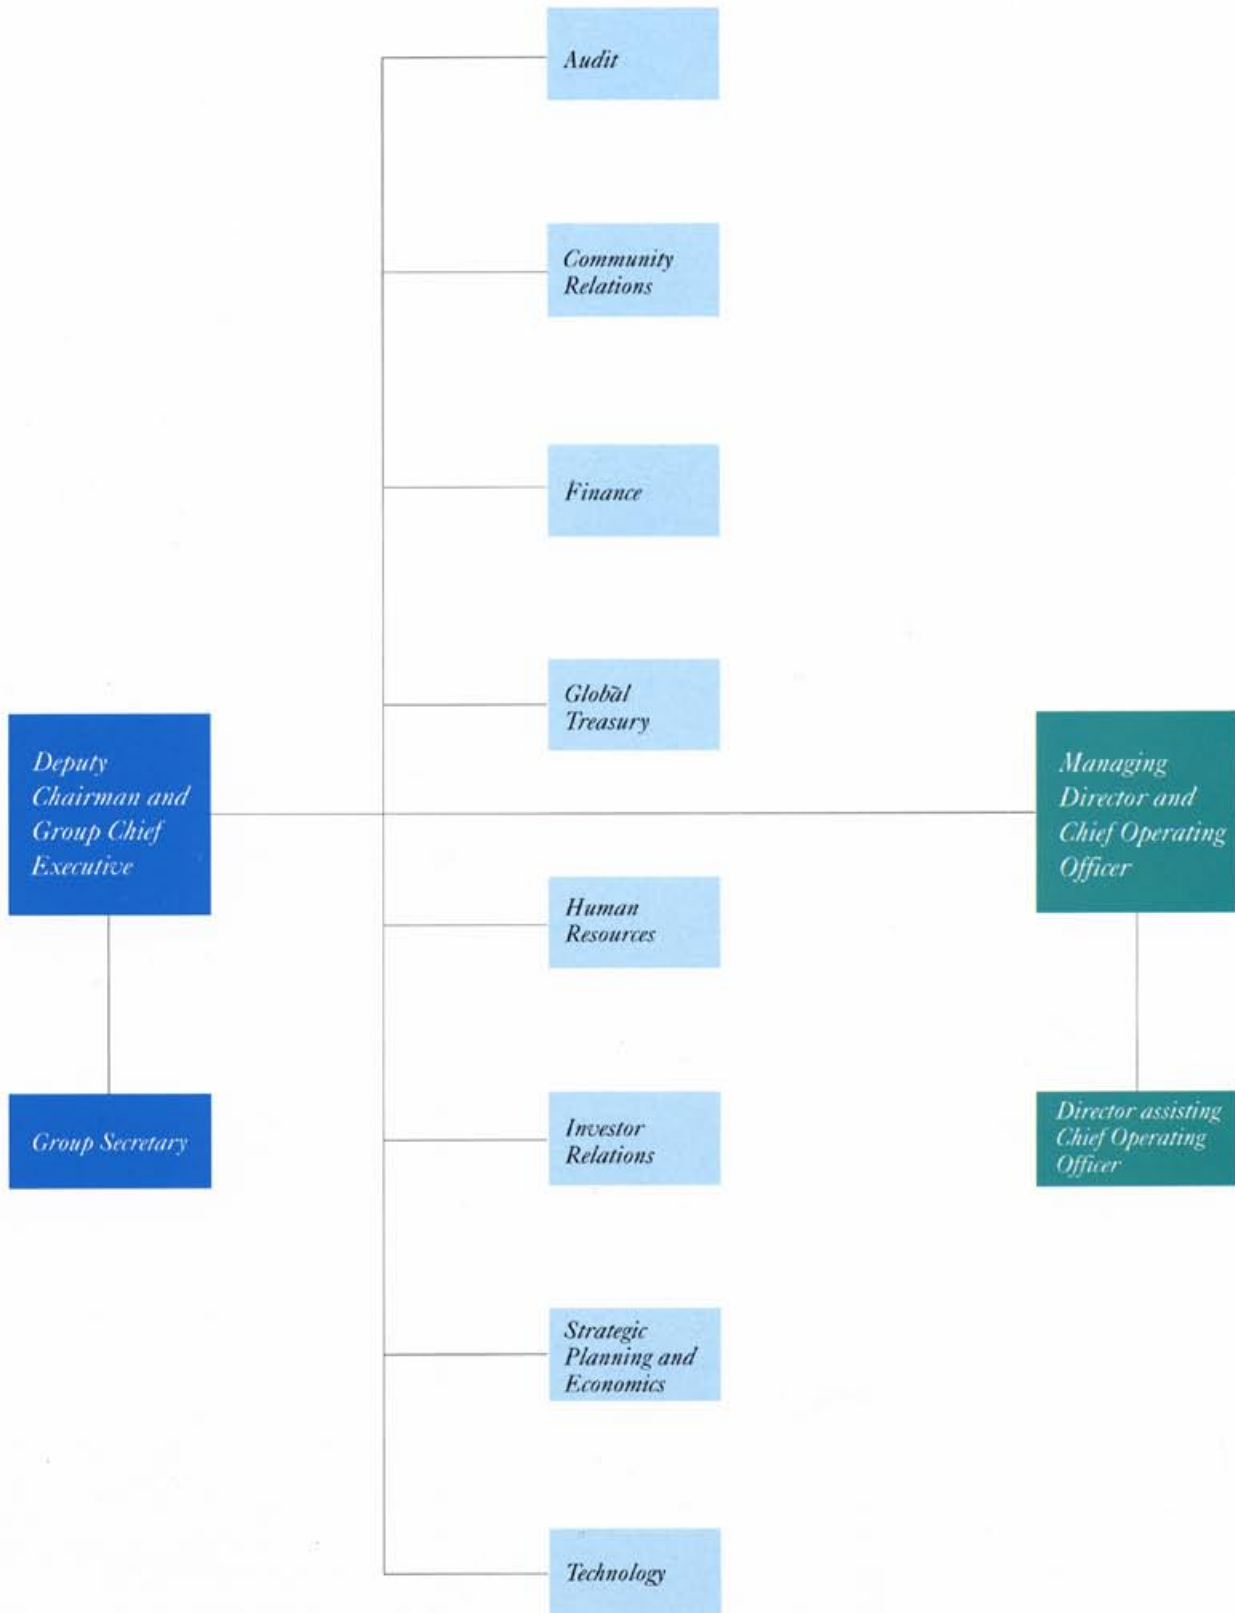 Audit
Community
Relations
Finance
Global
Treasury
Deputy
Chairman and
Group Chief
Executive
Managing
Director and
Chief Operating
Officer
Human
Resources
Group Secretary
Director assisting
Chief Operating
Officer
Investor
Relations
Strategic
Planning and
Economics
Technology